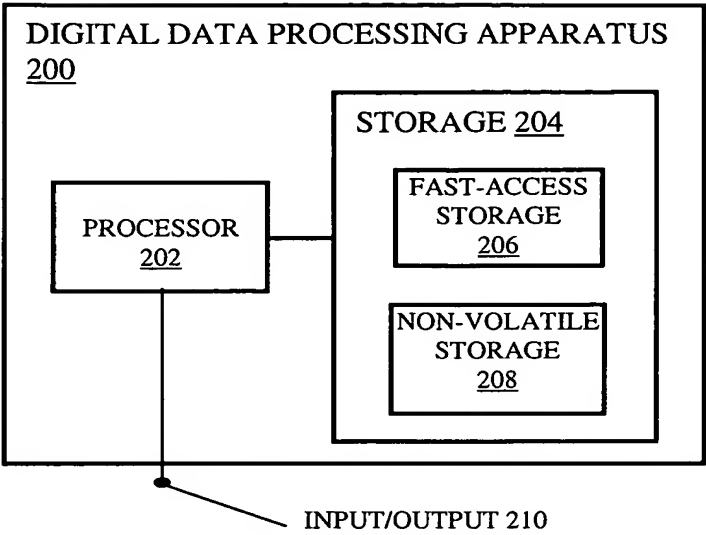 DIGITAL DATA PROCESSING APPARATUS
200
STORAGE 204
FAST-ACCESS
STORAGE
206
PROCESSOR
202
NON-VOLATILE
STORAGE
208
INPUT/OUTPUT 210